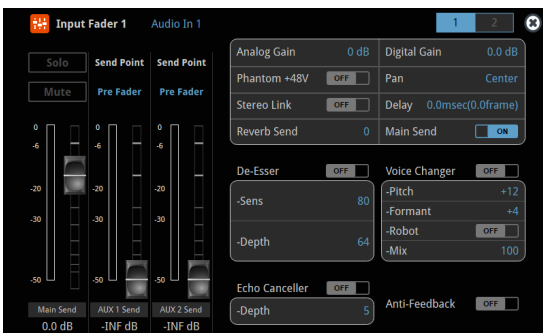 Input Fader 1 Audio In 1 1 2
Solo Send Point Send Point
Mute Pre Fader Pre Fader
0 0 0
-6 -6 -6
-20 -20 -20
-30 -30 -30
-50 -50 -50
Main Send AUX 1 Send AUX 2 Send
0.0 dB -INF dB -INF dB
Analog Gain 0 dB Digital Gain 0.0 dB
Phantom +48V OFF Pan Center
Stereo Link OFF Delay 0.0msec(0.0frame)
Reverb Send 0 Main Send ON
De-Esser OFF Voice Changer OFF
-Sens 80 -Pitch +12
-Formant +4
-Depth 64 -Robot OFF
-Mix 100
Echo Canceller OFF Anti-Feedback OFF
-Depth 5